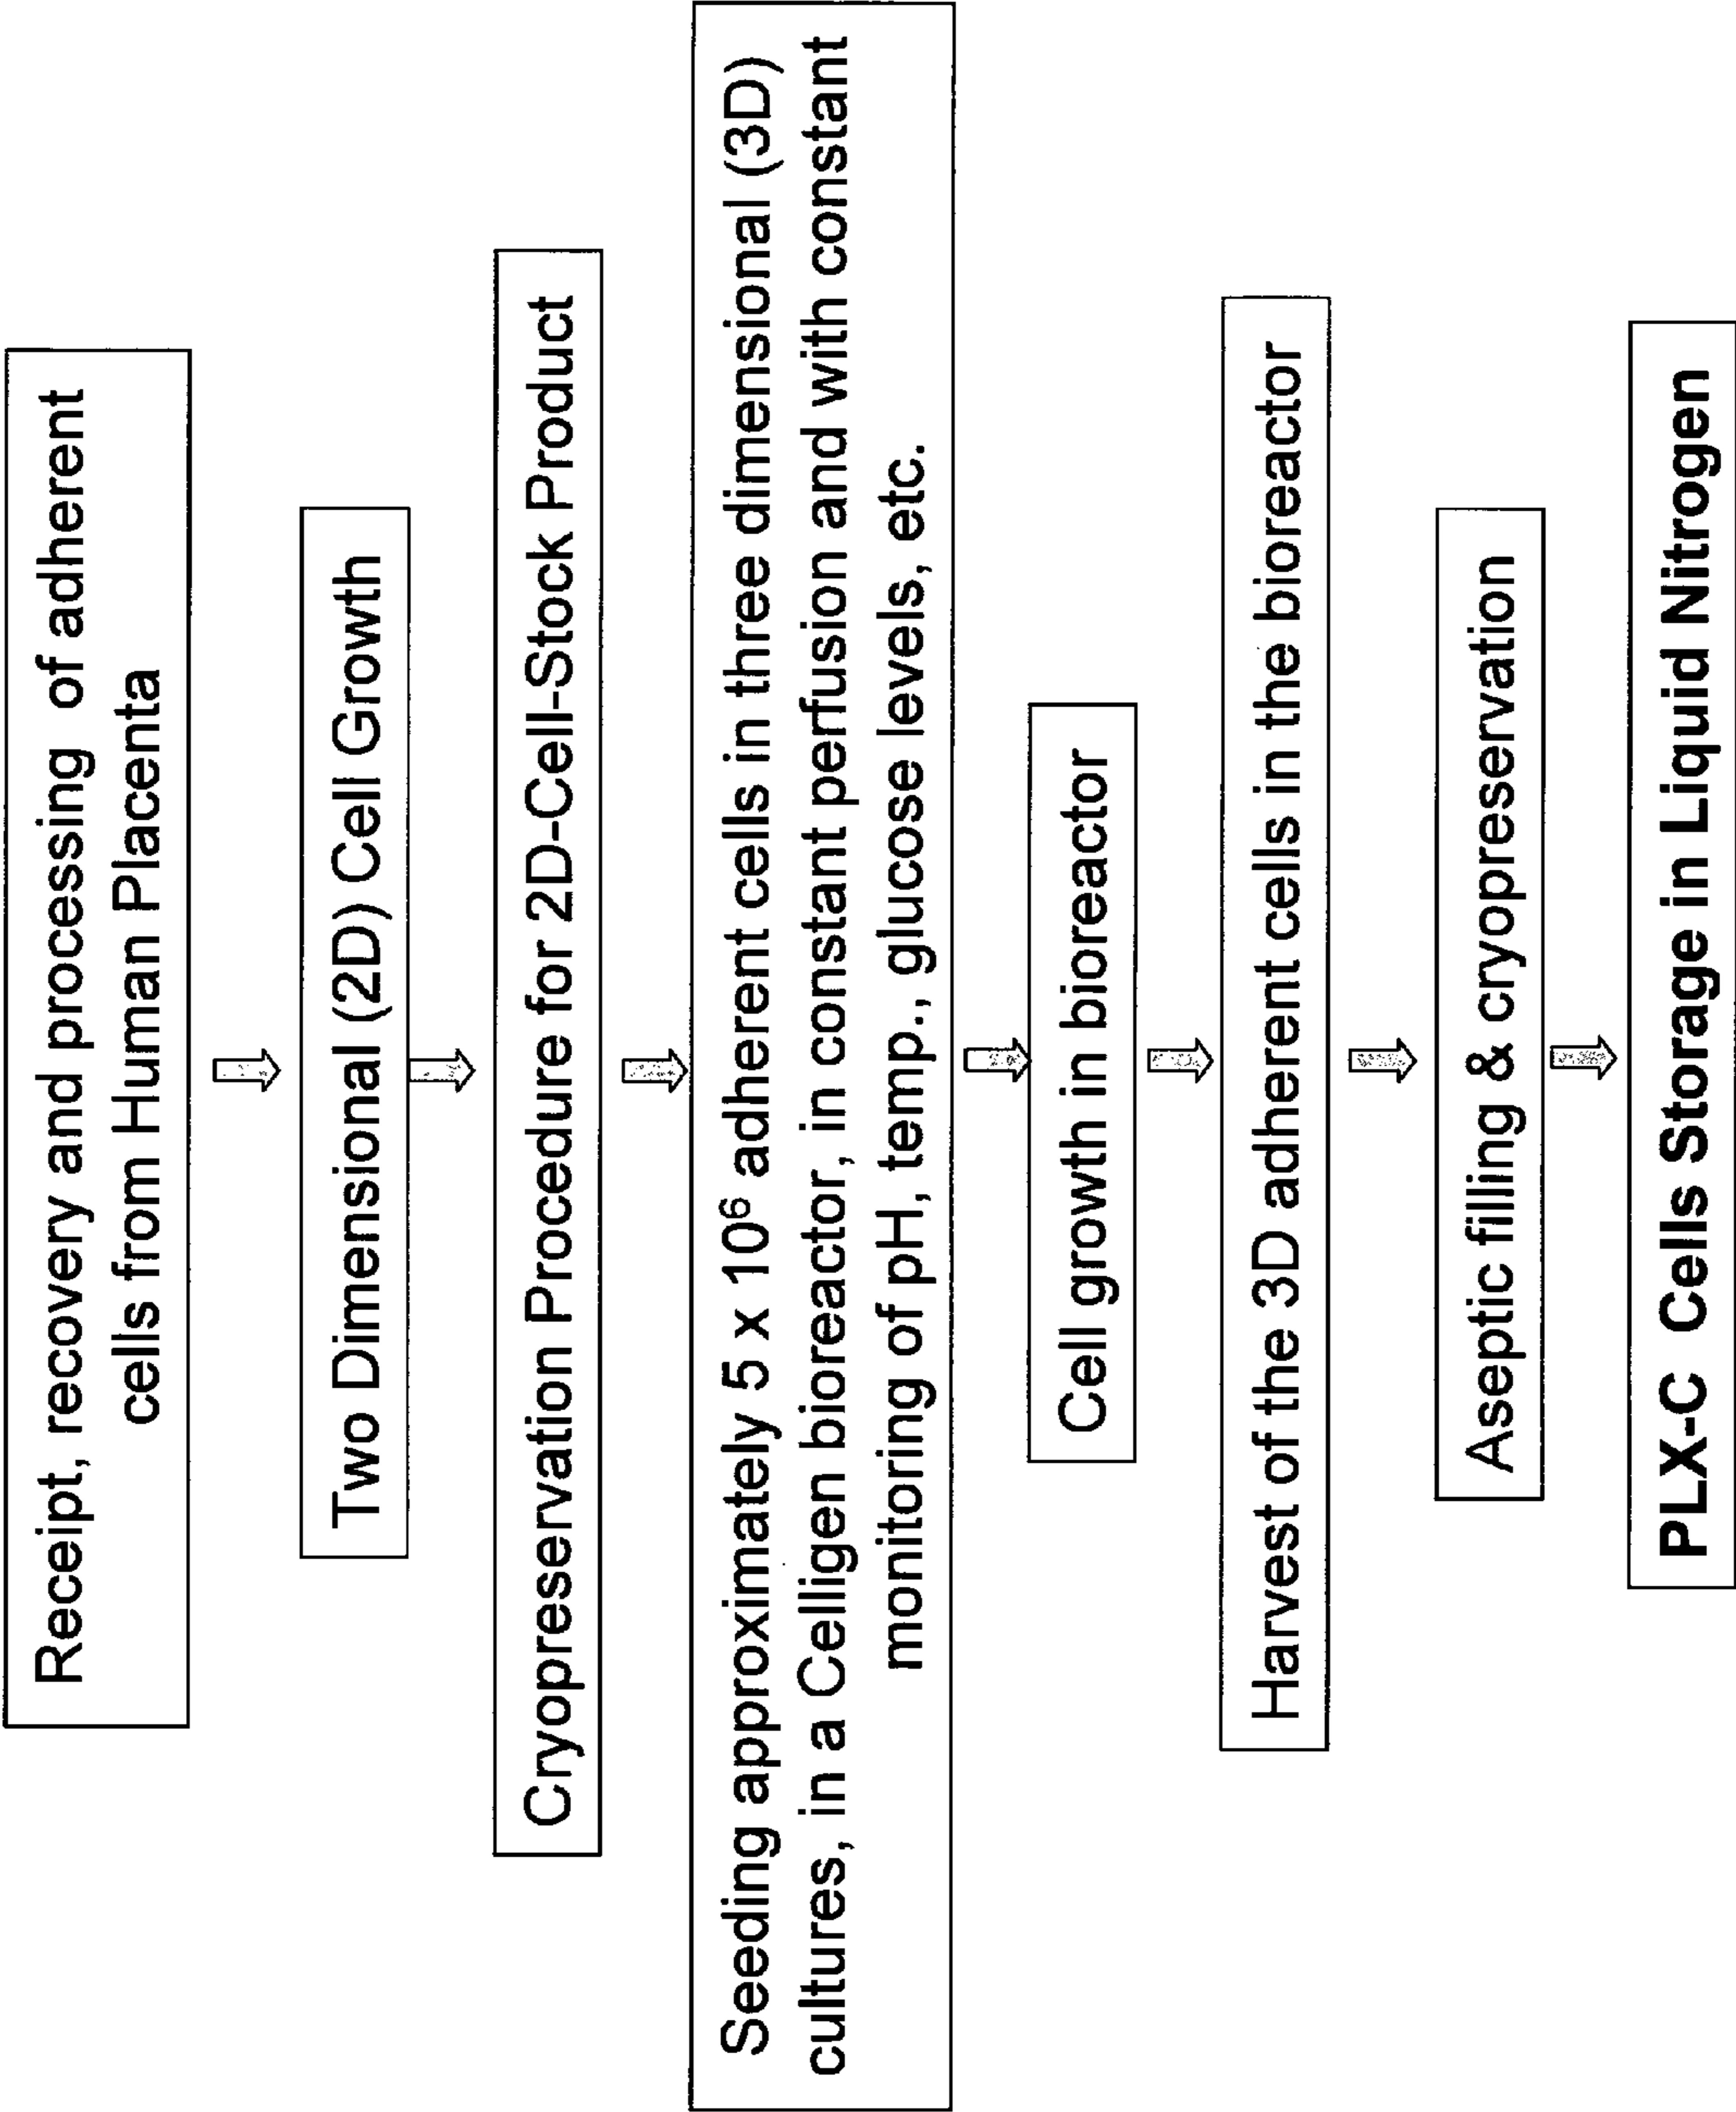 Receipt, recovery and processing of adherent
cells from Human Placenta
Two Dimensional (2D) Cell Growth
Cryopreservation Procedure for 2D-Cell-Stock Product
Seeding approximately 5 x 10⁶ adherent cells in three dimensional (3D)
cultures, in a Celligen bioreactor, in constant perfusion and with constant
monitoring of pH, temp., glucose levels, etc.
Cell growth in bioreactor
Harvest of the 3D adherent cells in the bioreactor
Aseptic filling & cryopreservation
PLX-C Cells Storage in Liquid Nitrogen